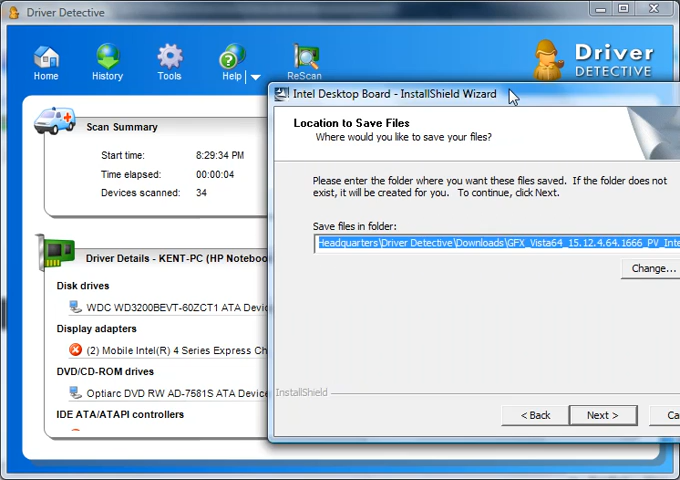 Driver Detective
Home
History
Tools
Help
ReScan
Driver
DETECTIVE
Intel Desktop Board - InstallShield Wizard
Location to Save Files
Where would you like to save your files?
Please enter the folder where you want these files saved. If the folder does not
exist, it will be created for you. To continue, click Next.
Save files in folder:
Headquarters\Driver Detective\Downloads\GFX_Vista64_15.12.4.64.1666_PV_Inte
Change...
InstallShield
< Back
Next >
Ca
Scan Summary
Start time: 8:29:34 PM
Time elapsed: 00:00:04
Devices scanned: 34
Driver Details - KENT-PC (HP Notebook
Disk drives
WDC WD3200BEVT-60ZCT1 ATA Devic
Display adapters
(2) Mobile Intel(R) 4 Series Express Ch
DVD/CD-ROM drives
Optiarc DVD RW AD-7581S ATA Device
IDE ATA/ATAPI controllers